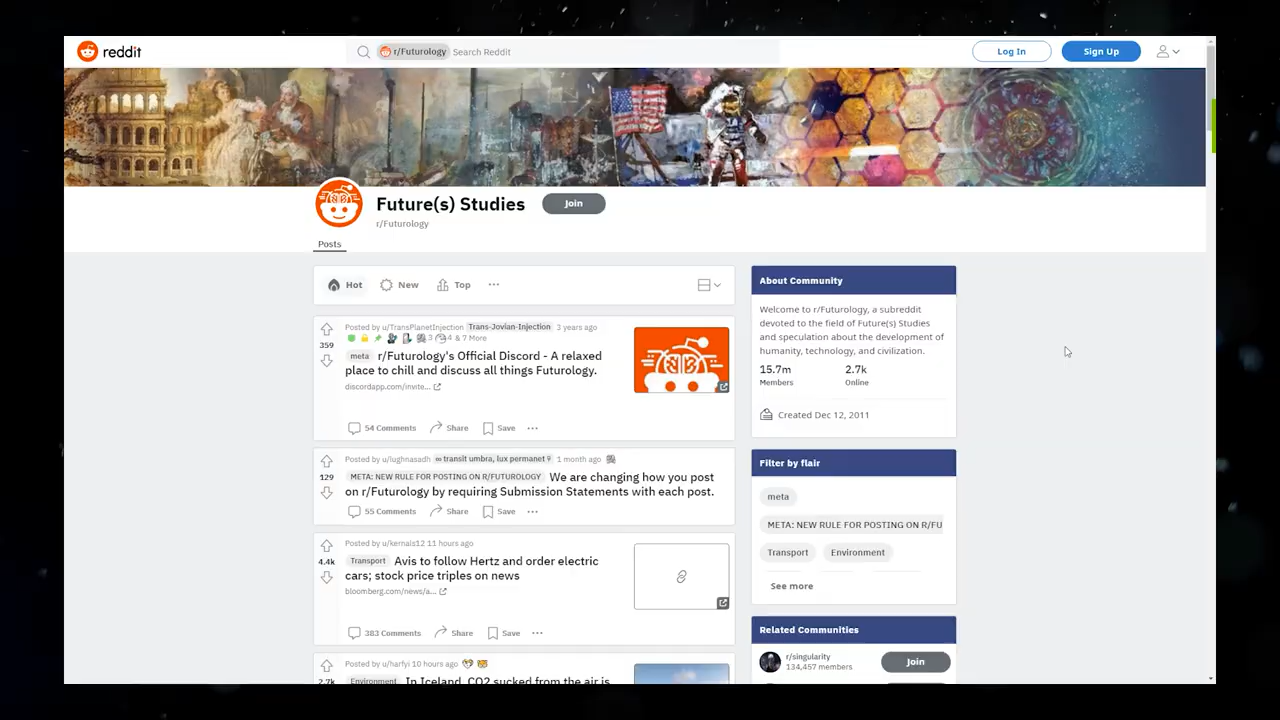 reddit
r/Futurology Search Reddit
Log In
Sign Up
Future(s) Studies
Join
r/Futurology
Posts
Hot
New
Top
359
Posted by u/TransPlanetInjection Trans-Jovian-Injection 3 years ago
& 7 More
meta r/Futurology's Official Discord - A relaxed
place to chill and discuss all things Futurology.
discordapp.com/invite...
54 Comments Share Save
129
Posted by u/lughnasadh ∞ transit umbra, lux permanet 1 month ago
META: NEW RULE FOR POSTING ON R/FUTUROLOGY We are changing how you post
on r/Futurology by requiring Submission Statements with each post.
55 Comments Share Save
4.4k
Posted by u/kernals12 11 hours ago
Transport Avis to follow Hertz and order electric
cars; stock price triples on news
bloomberg.com/news/a...
383 Comments Share Save
2.7k
Posted by u/harfyi 10 hours ago
Environment In Iceland, CO2 sucked from the air is
About Community
Welcome to r/Futurology, a subreddit
devoted to the field of Future(s) Studies
and speculation about the development of
humanity, technology, and civilization.
15.7m 2.7k
Members Online
Created Dec 12, 2011
Filter by flair
meta
META: NEW RULE FOR POSTING ON R/FU
Transport Environment
See more
Related Communities
r/singularity
134,457 members
Join